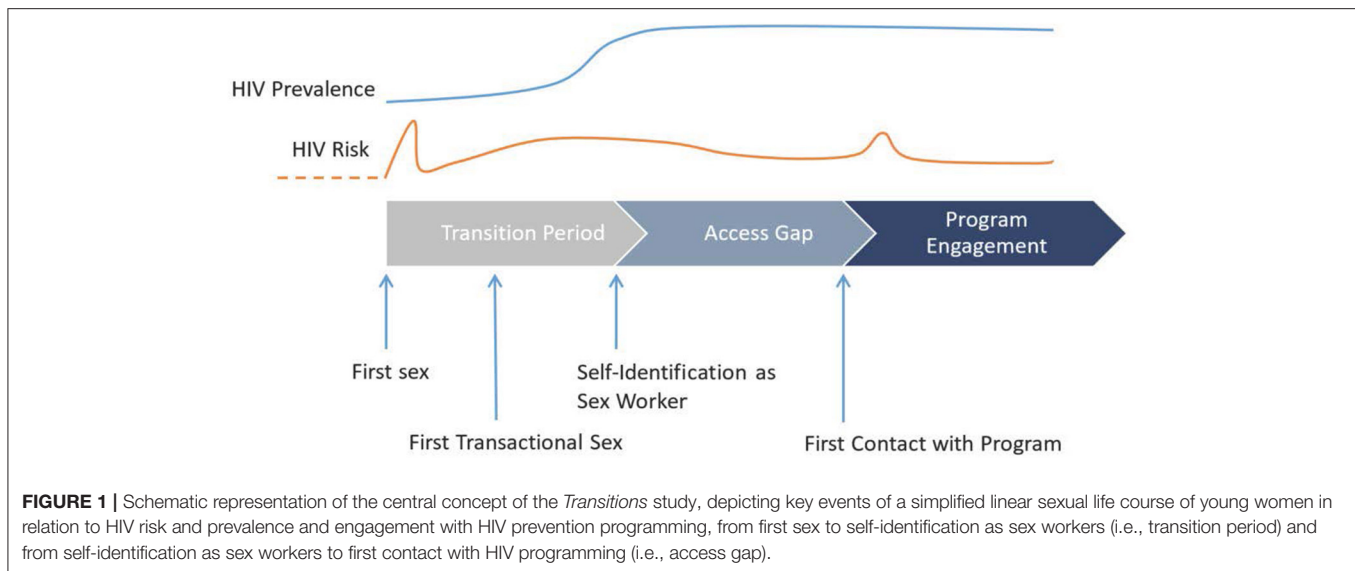 HIV Prevalence
HIV Risk
Transition Period
Access Gap
Program
Engagement
First sex
Self-Identification as
Sex Worker
First Transactional Sex
First Contact with Program
FIGURE 1 | Schematic representation of the central concept of the Transitions study, depicting key events of a simplified linear sexual life course of young women in
relation to HIV risk and prevalence and engagement with HIV prevention programming, from first sex to self-identification as sex workers (i.e., transition period) and
from self-identification as sex workers to first contact with HIV programming (i.e., access gap).